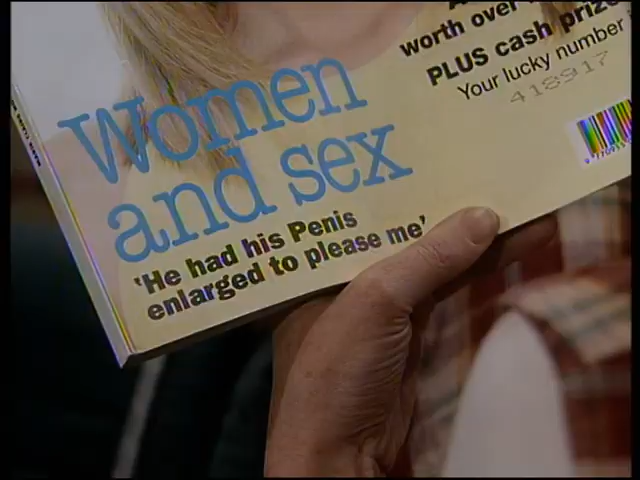 worth over
PLUS cash prize
Your lucky number
418917
Women
and sex
'He had his Penis
enlarged to please me'